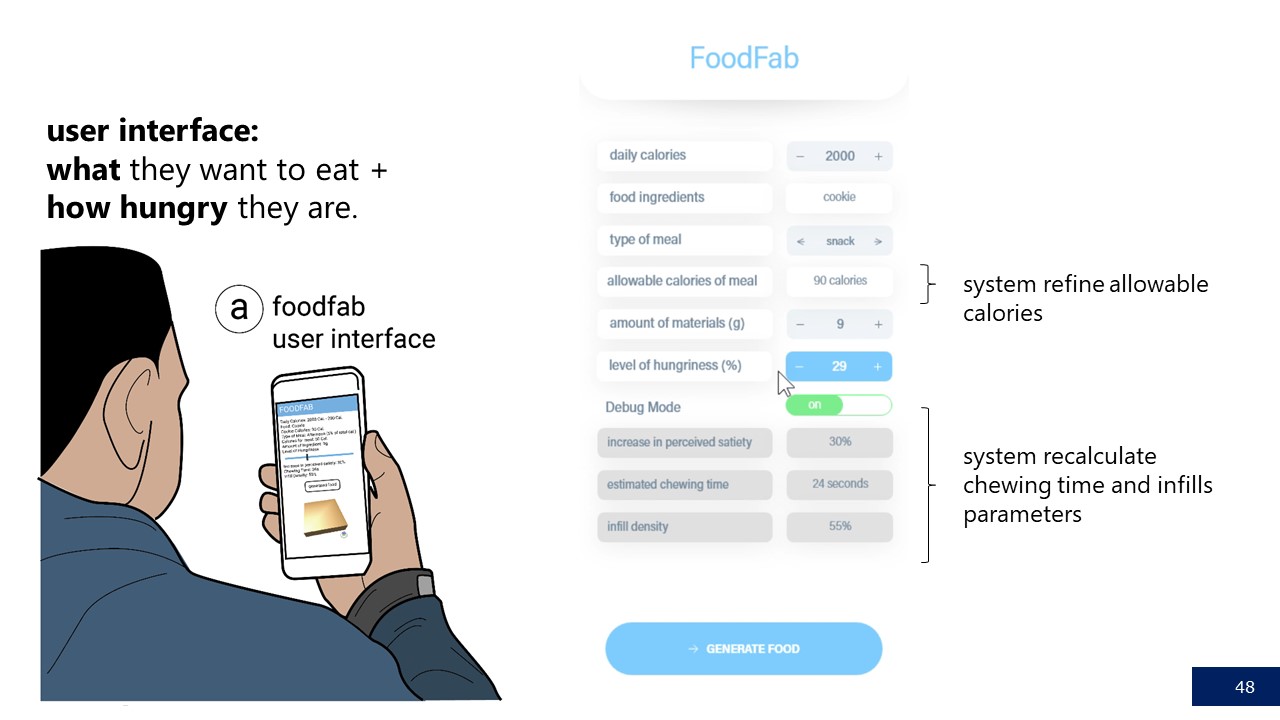 user interface:
what they want to eat +
how hungry they are.
a
foodfab
user interface
FOODFAB
FoodFab
daily calories
− 2000 +
food ingredients
cookie
type of meal
snack
allowable calories of meal
90 calories
amount of materials (g)
− 9 +
level of hungriness (%)
− 29 +
Debug Mode
on
increase in perceived satiety
30%
estimated chewing time
24 seconds
infill density
55%
→ GENERATE FOOD
system refine allowable
calories
system recalculate
chewing time and infills
parameters
48